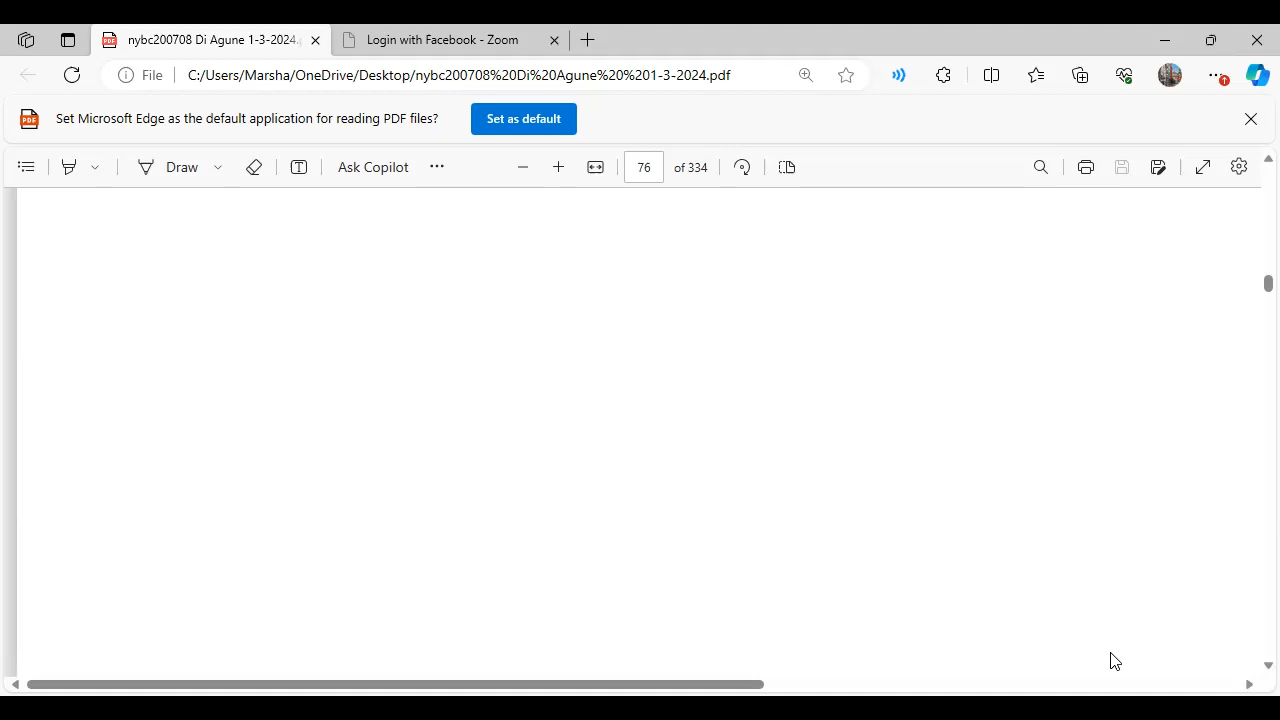 nybc200708 Di Agune 1-3-2024.
Login with Facebook - Zoom
File
C:/Users/Marsha/OneDrive/Desktop/nybc200708%20Di%20Agune%20%201-3-2024.pdf
PDF
Set Microsoft Edge as the default application for reading PDF files?
Set as default
Draw
Ask Copilot
76
of 334